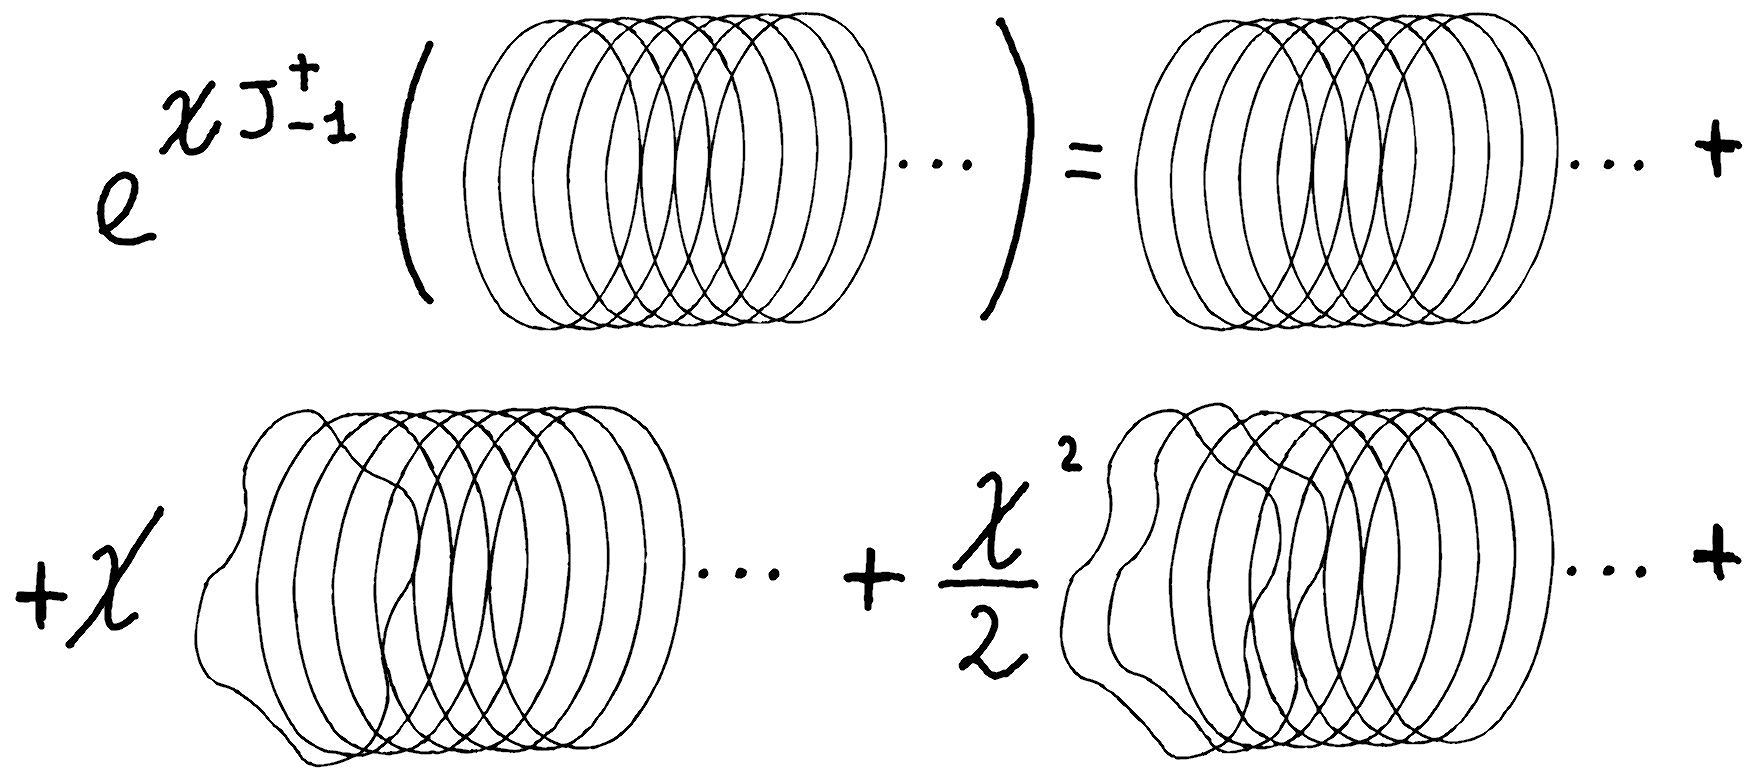 e^{χ J^+_{-1}} ( ... ) = ... +
+χ ... + χ^2/2 ... +